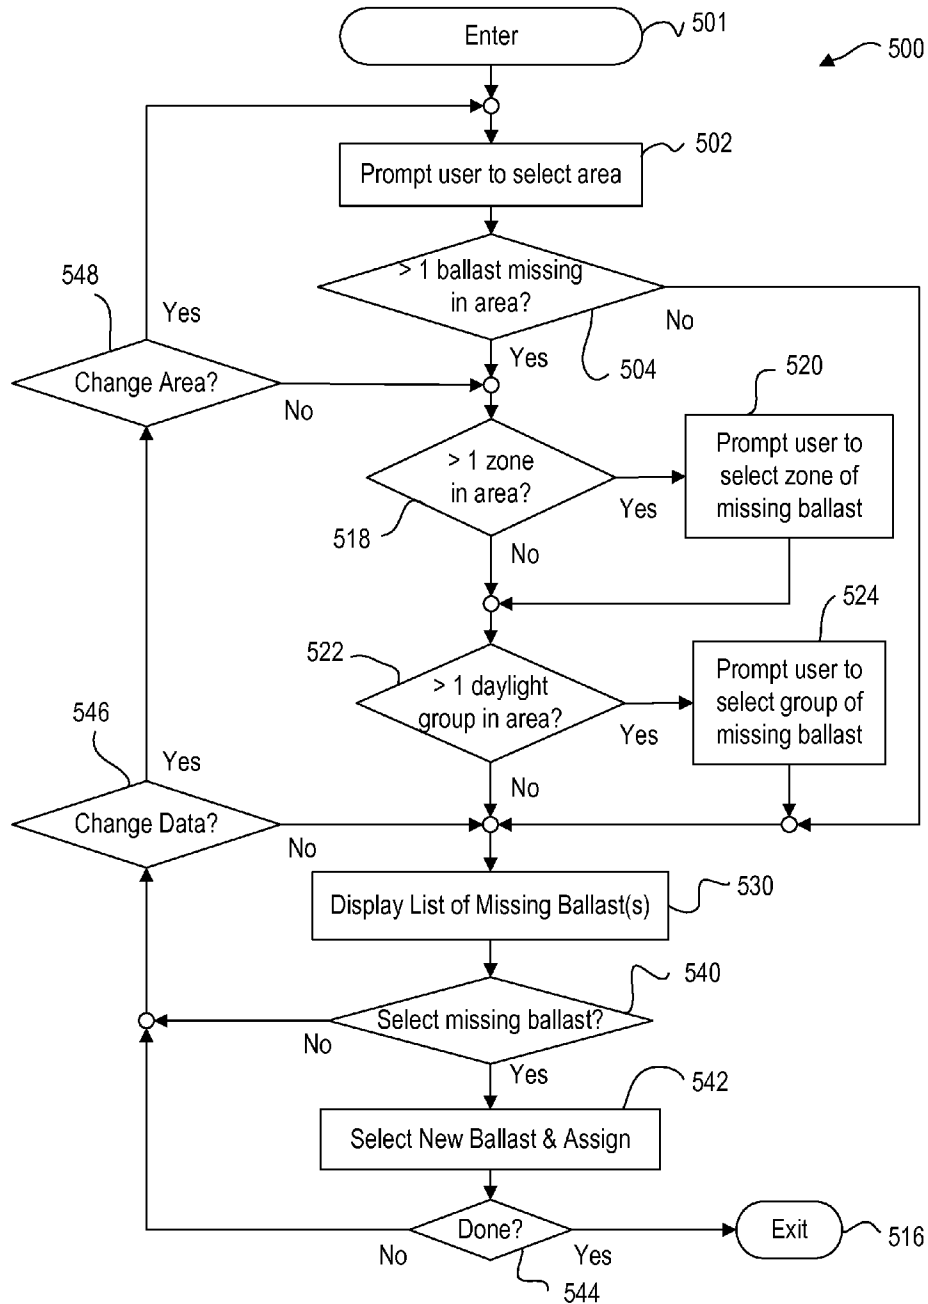 Enter
501
500
502
Prompt user to select area
> 1 ballast missing
in area?
548
Yes
No
Yes
504
Change Area?
No
520
Prompt user to
select zone of
missing ballast
> 1 zone
in area?
Yes
518
No
524
522
Prompt user to
select group of
missing ballast
> 1 daylight
group in area?
Yes
546
Yes
No
Change Data?
No
530
Display List of Missing Ballast(s)
540
Select missing ballast?
No
Yes
542
Select New Ballast & Assign
Done?
Exit
516
No
Yes
544